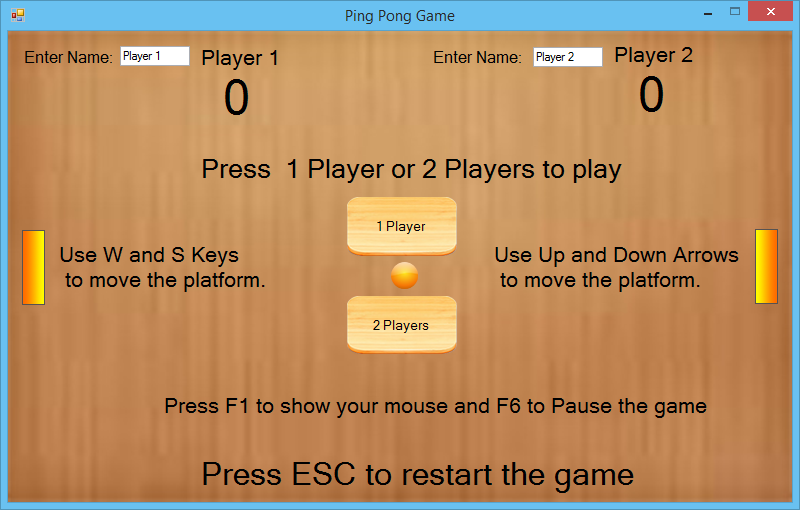 Ping Pong Game
Enter Name: Player 1 Player 1
Enter Name: Player 2 Player 2
0 0
Press 1 Player or 2 Players to play
1 Player
Use W and S Keys
to move the platform.
Use Up and Down Arrows
to move the platform.
2 Players
Press F1 to show your mouse and F6 to Pause the game
Press ESC to restart the game